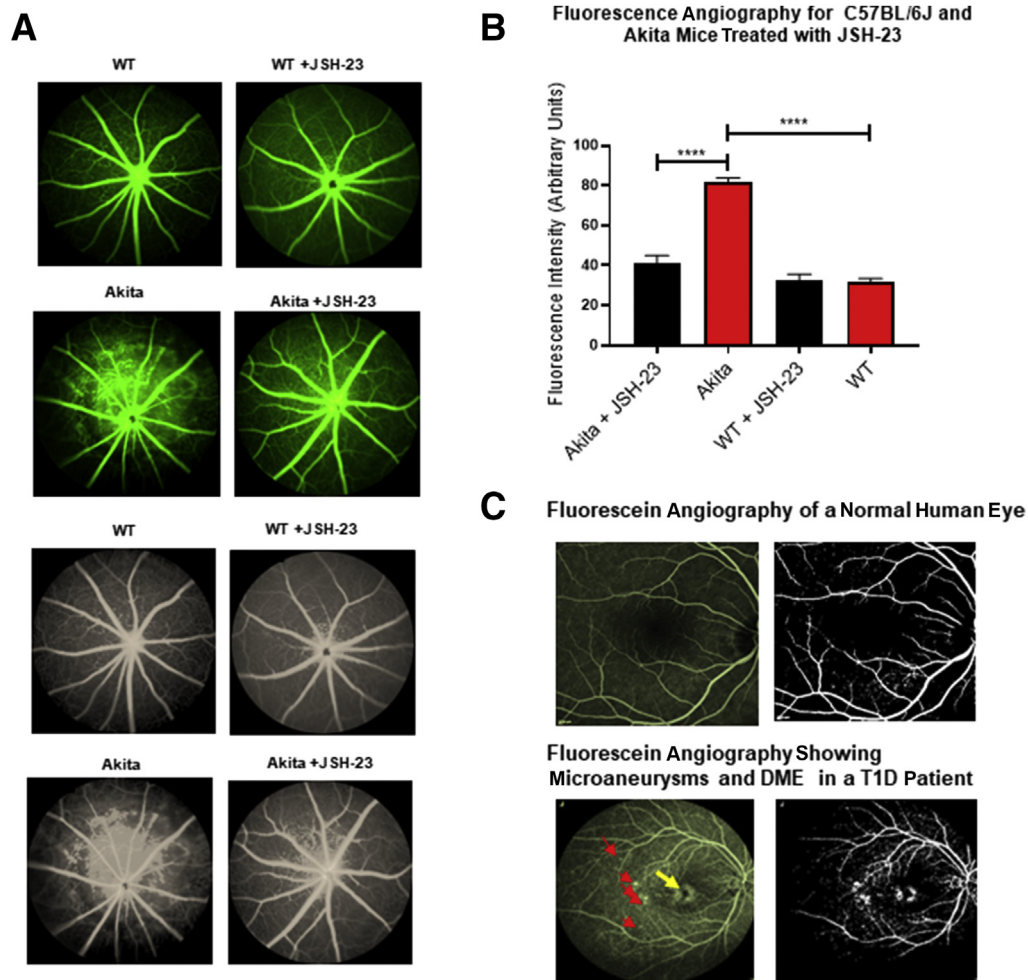 A
WT
WT +JSH-23
Akita
Akita +JSH-23
WT
WT +JSH-23
Akita
Akita +JSH-23
B
Fluorescence Angiography for C57BL/6J and
Akita Mice Treated with JSH-23
Fluorescence Intensity (Arbitrary Units)
100
80
60
40
20
0
****
****
Akita + JSH-23
Akita
WT + JSH-23
WT
C
Fluorescein Angiography of a Normal Human Eye
Fluorescein Angiography Showing
Microaneurysms and DME in a T1D Patient